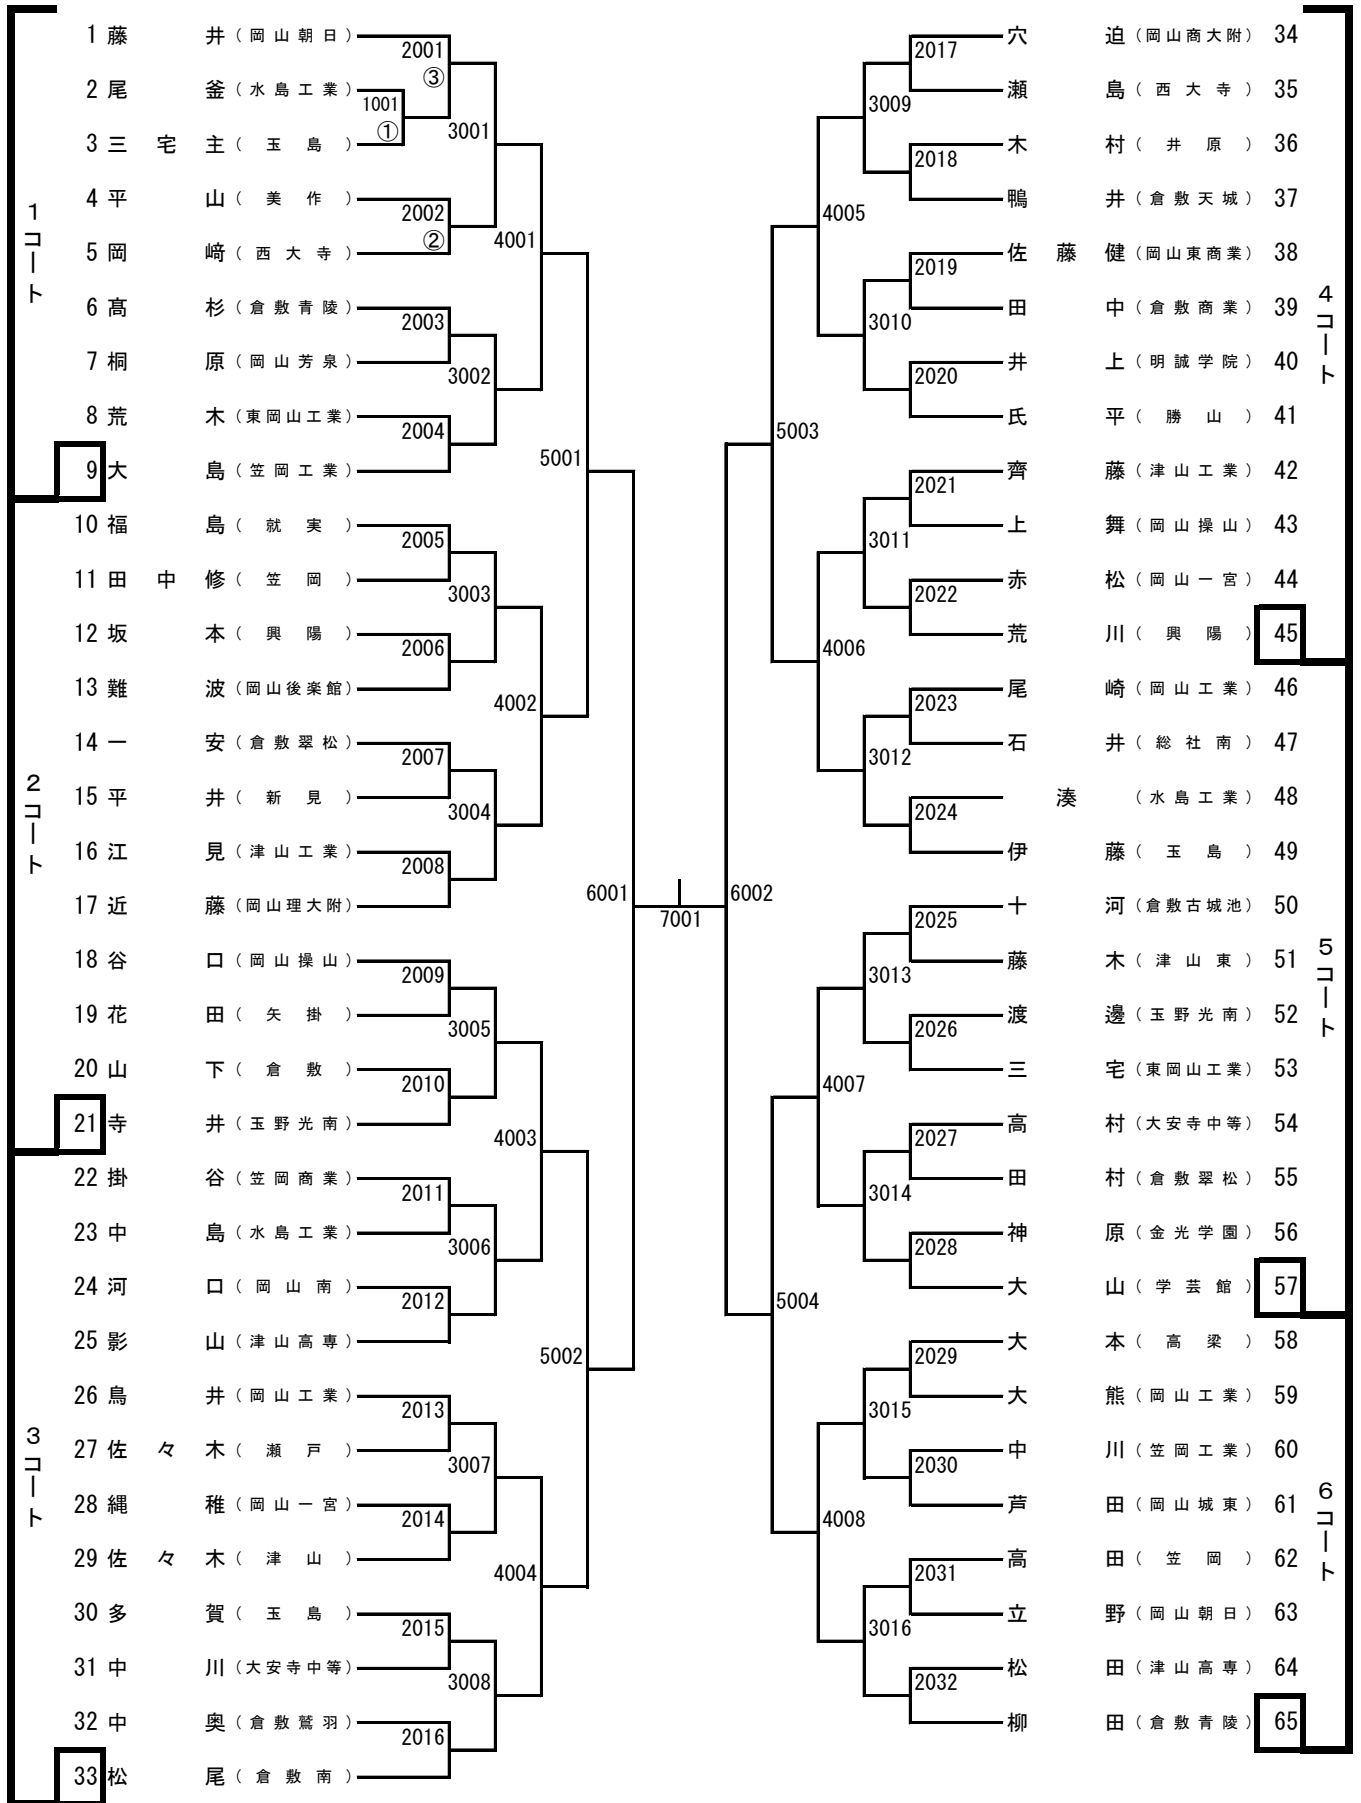 1 藤井（岡山朝日）
2001
③
2 尾釜（水島工業）
1001
①
3 三宅主（玉島）
3001
4 平山（美作）
2002
②
5 岡﨑（西大寺）
4001
6 髙杉（倉敷青陵）
2003
7 桐原（岡山芳泉）
3002
8 荒木（東岡山工業）
2004
9 大島（笠岡工業）
5001
1コート
10 福島（就実）
2005
11 田中修（笠岡）
3003
12 坂本（興陽）
2006
13 難波（岡山後楽館）
4002
14 一安（倉敷翠松）
2007
15 平井（新見）
3004
16 江見（津山工業）
2008
17 近藤（岡山理大附）
6001
18 谷口（岡山操山）
2009
19 花田（矢掛）
3005
20 山下（倉敷）
2010
21 寺井（玉野光南）
4003
2コート
22 掛谷（笠岡商業）
2011
23 中島（水島工業）
3006
24 河口（岡山南）
2012
25 影山（津山高専）
5002
26 鳥井（岡山工業）
2013
27 佐々木（瀬戸）
3007
28 縄稚（岡山一宮）
2014
29 佐々木（津山）
4004
30 多賀（玉島）
2015
31 中川（大安寺中等）
3008
32 中奥（倉敷鷲羽）
2016
33 松尾（倉敷南）
3コート
7001
穴迫（岡山商大附）34
2017
瀬島（西大寺）35
3009
木村（井原）36
2018
鴨井（倉敷天城）37
4005
佐藤健（岡山東商業）38
2019
田中（倉敷商業）39
3010
井上（明誠学院）40
2020
氏平（勝山）41
5003
齊藤（津山工業）42
2021
上舞（岡山操山）43
3011
赤松（岡山一宮）44
2022
荒川（興陽）45
4006
4コート
尾崎（岡山工業）46
2023
石井（総社南）47
3012
湊（水島工業）48
2024
伊藤（玉島）49
6002
十河（倉敷古城池）50
2025
藤木（津山東）51
3013
渡邊（玉野光南）52
2026
三宅（東岡山工業）53
4007
高村（大安寺中等）54
2027
田村（倉敷翠松）55
3014
神原（金光学園）56
2028
大山（学芸館）57
5004
5コート
大本（高梁）58
2029
大熊（岡山工業）59
3015
中川（笠岡工業）60
2030
芦田（岡山城東）61
4008
高田（笠岡）62
2031
立野（岡山朝日）63
3016
松田（津山高専）64
2032
柳田（倉敷青陵）65
6コート